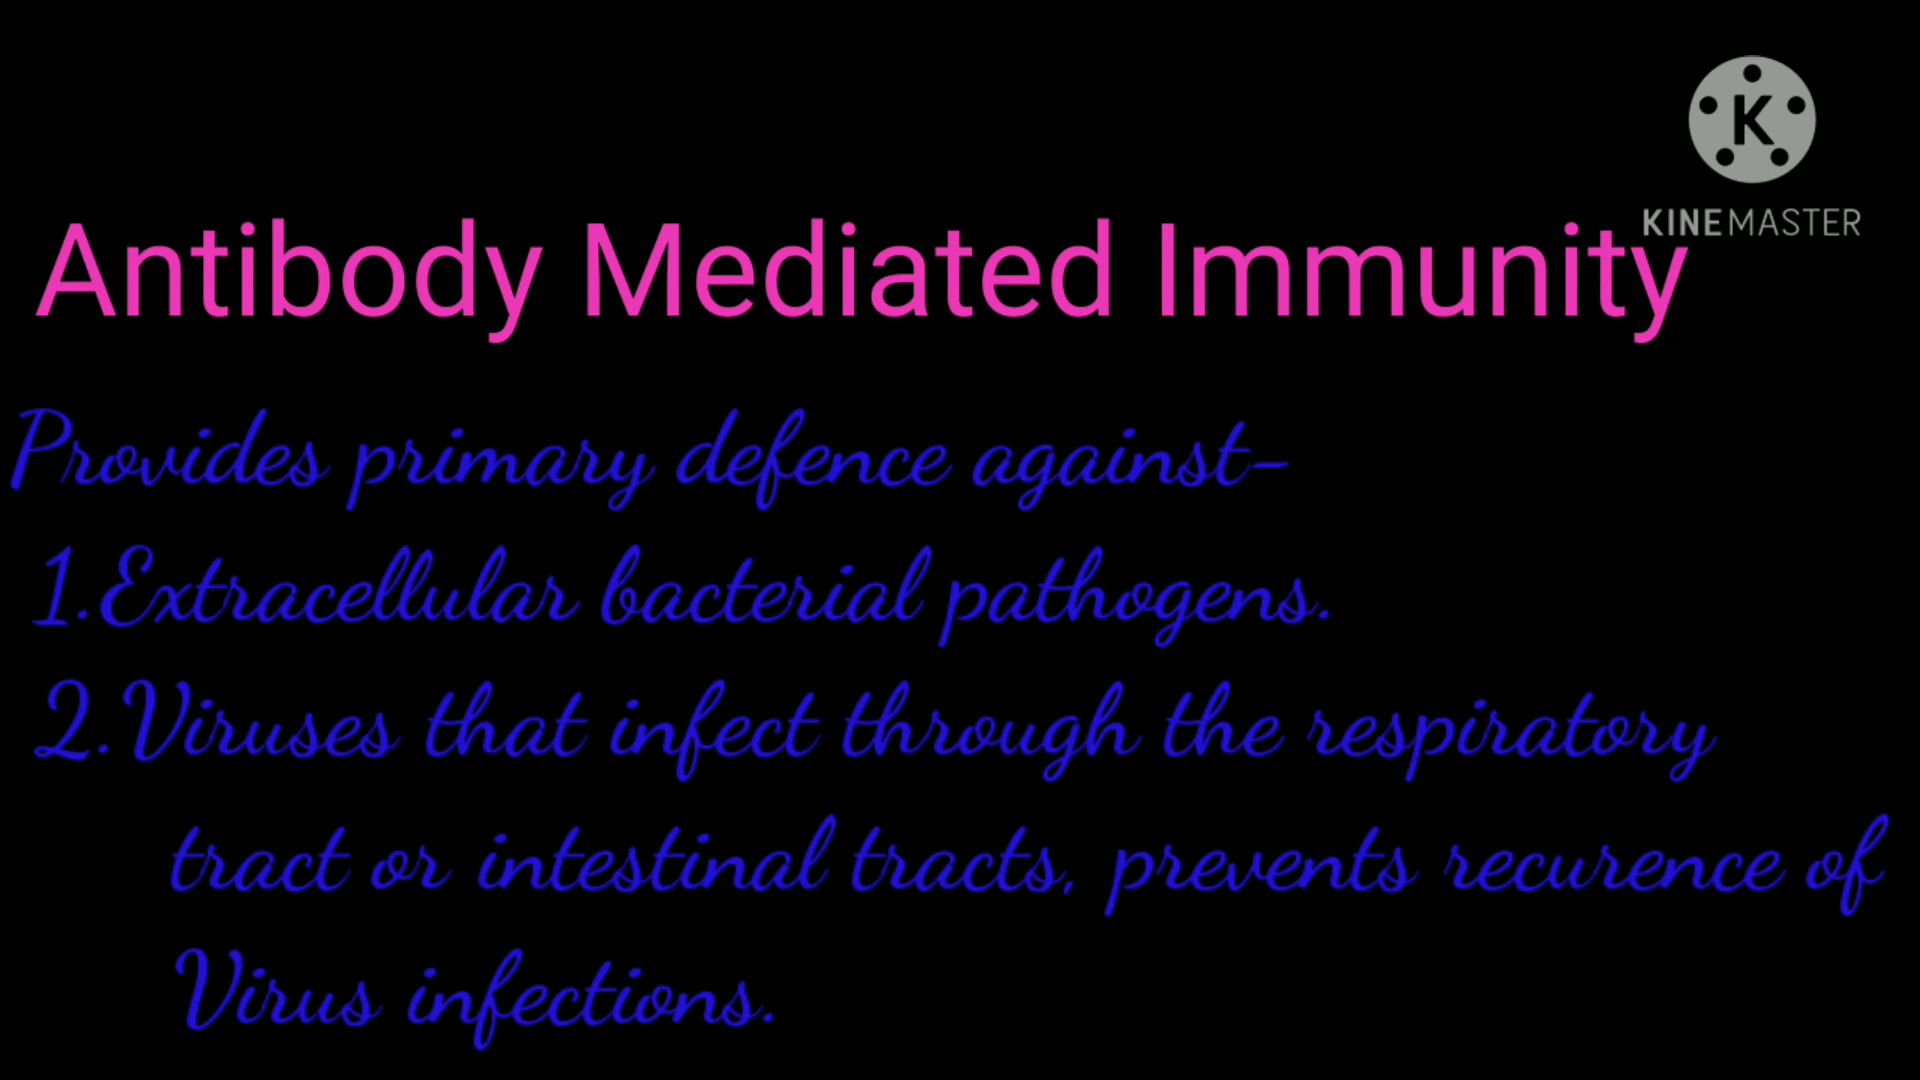 K
KINEMASTER
Antibody Mediated Immunity
Provides primary defence against-
1.Extracellular bacterial pathogens.
2.Viruses that infect through the respiratory
tract or intestinal tracts, prevents recurence of
Virus infections.